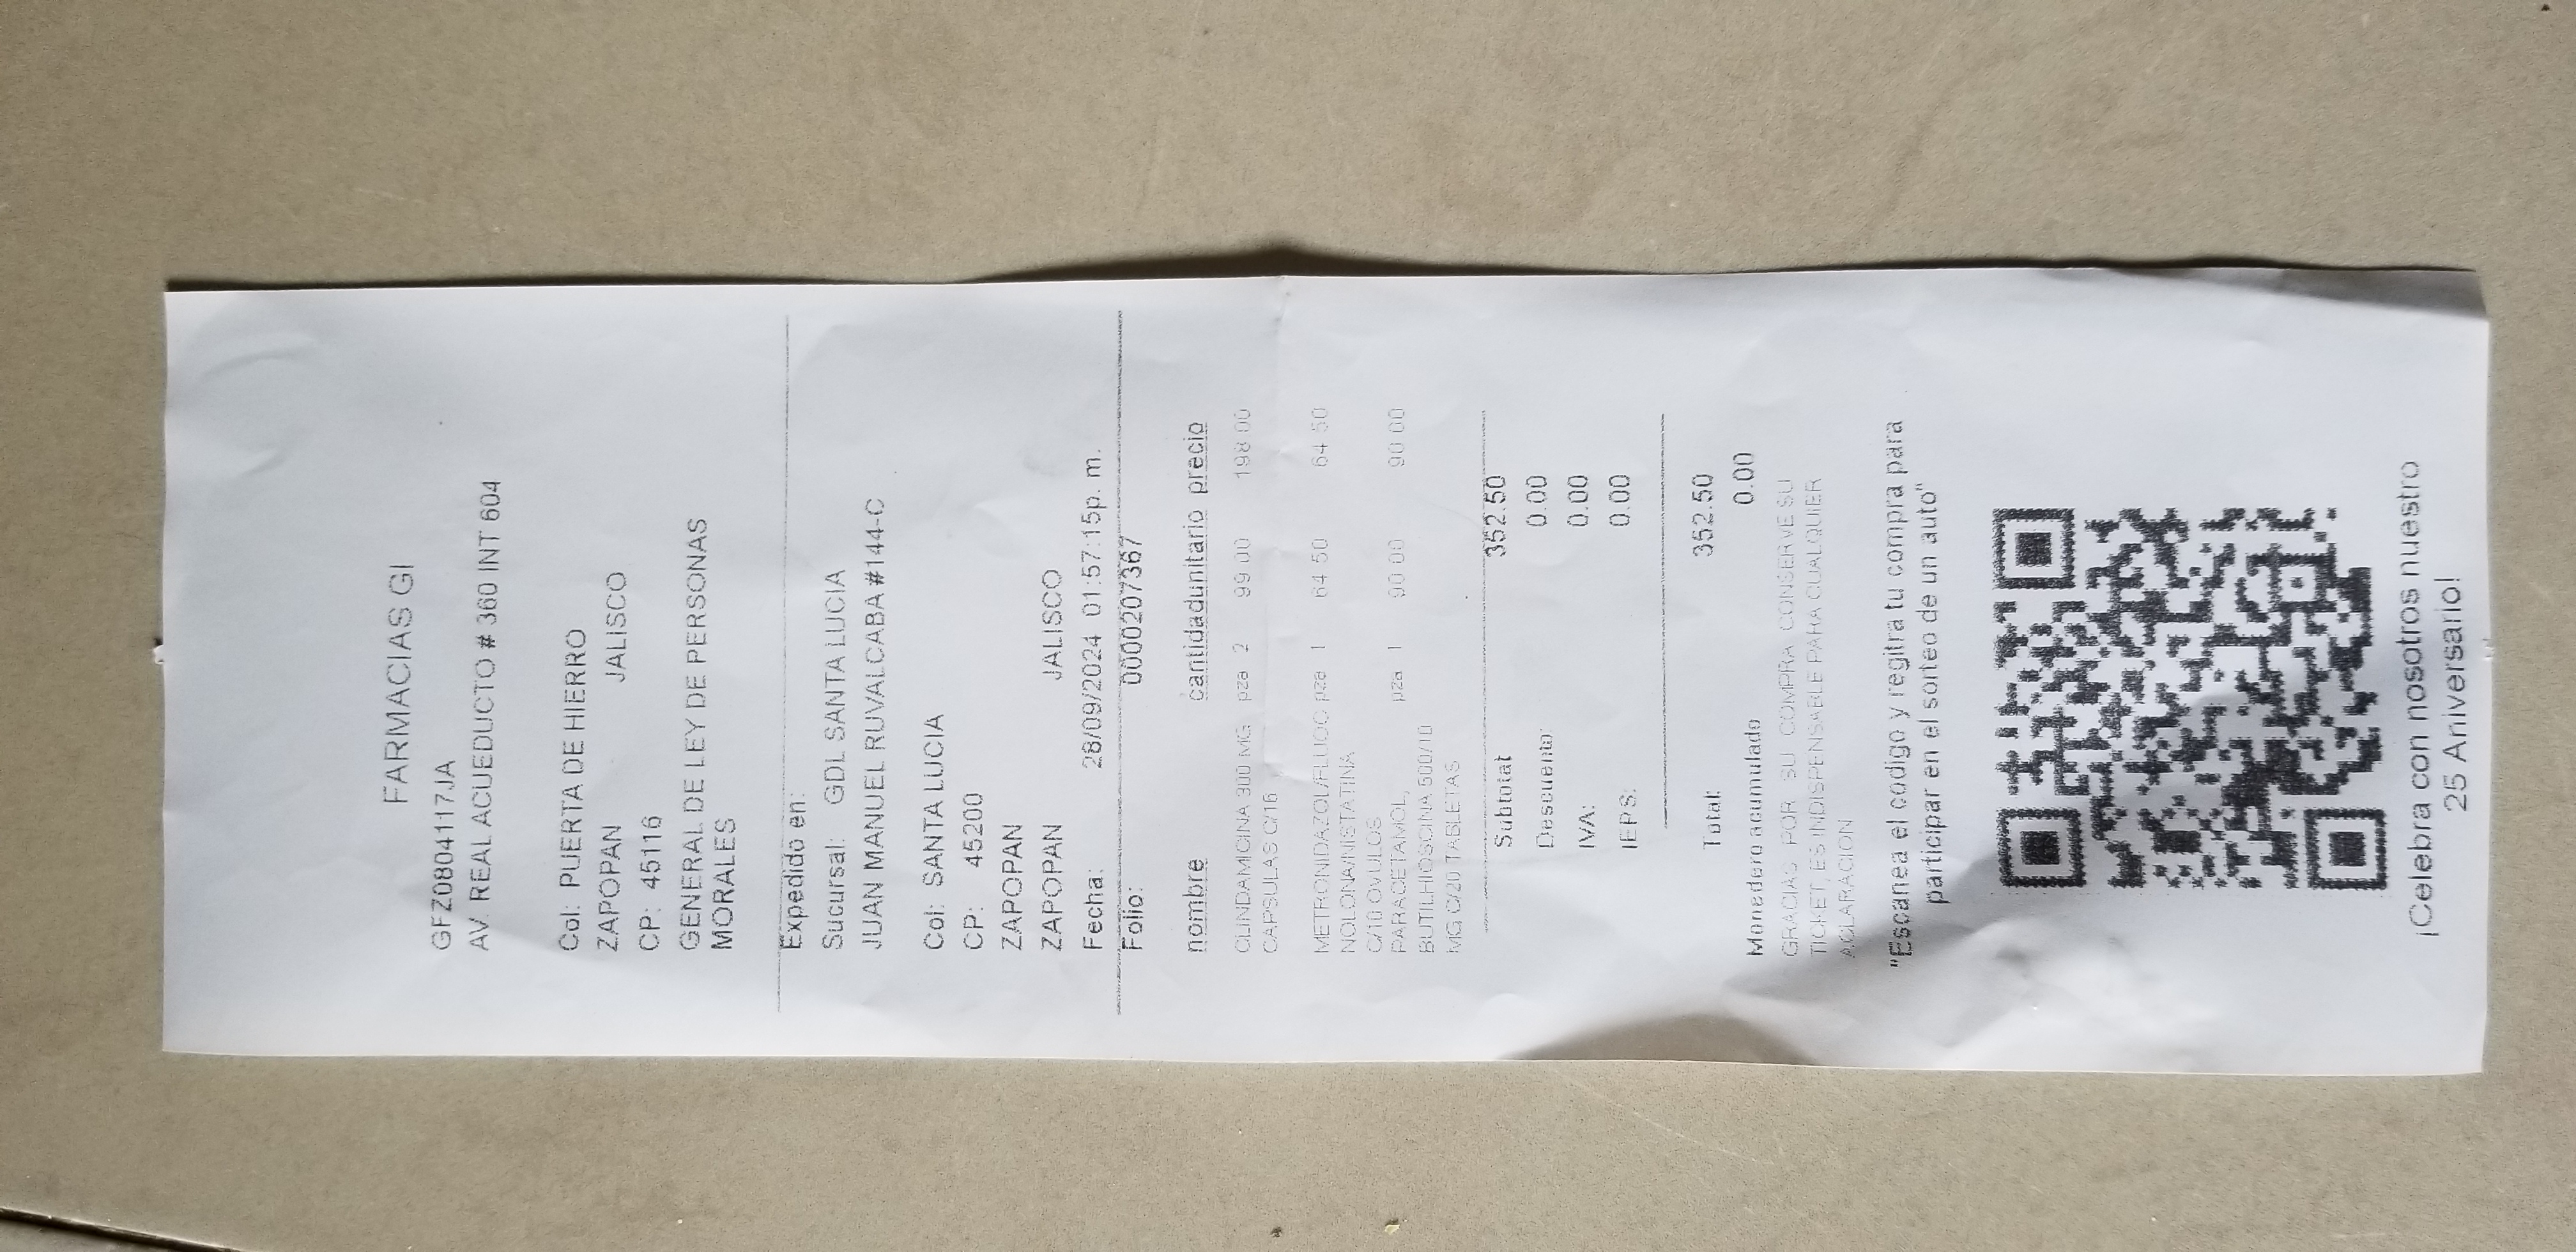 FARMACIAS GI
GFZ0804117JA
AV. REAL ACUEDUCTO # 360 INT 604
Col: PUERTA DE HIERRO
ZAPOPAN JALISCO
CP: 45116
GENERAL DE LEY DE PERSONAS
MORALES
Expedido en:
Sucursal: GDL SANTA LUCIA
JUAN MANUEL RUVALCABA #144-C
Col: SANTA LUCIA
CP: 45200
ZAPOPAN
ZAPOPAN JALISCO
Fecha: 28/09/2024 01:57:15p. m.
Folio: 0000207367
nombre cantidadunitario precio
CLINDAMICINA 300 MG pza 2 99.00 198.00
CAPSULAS C/16
METRONIDAZOL/FLUOC pza 1 64.50 64.50
NOLONA/NISTATINA
C/10 OVULOS
PARACETAMOL, pza 1 90.00 90.00
BUTILHIOSCINA 500/10
MG C/20 TABLETAS
Subtotat 352.50
Descuento: 0.00
IVA: 0.00
IEPS: 0.00
Total: 352.50
Monedero acumulado 0.00
GRACIAS POR SU COMPRA CONSERVE SU
TICKET, ES INDISPENSABLE PARA CUALQUIER
ACLARACION
"Escanea el codigo y regitra tu compra para
participar en el sorteo de un auto"
¡Celebra con nosotros nuestro
25 Aniversario!